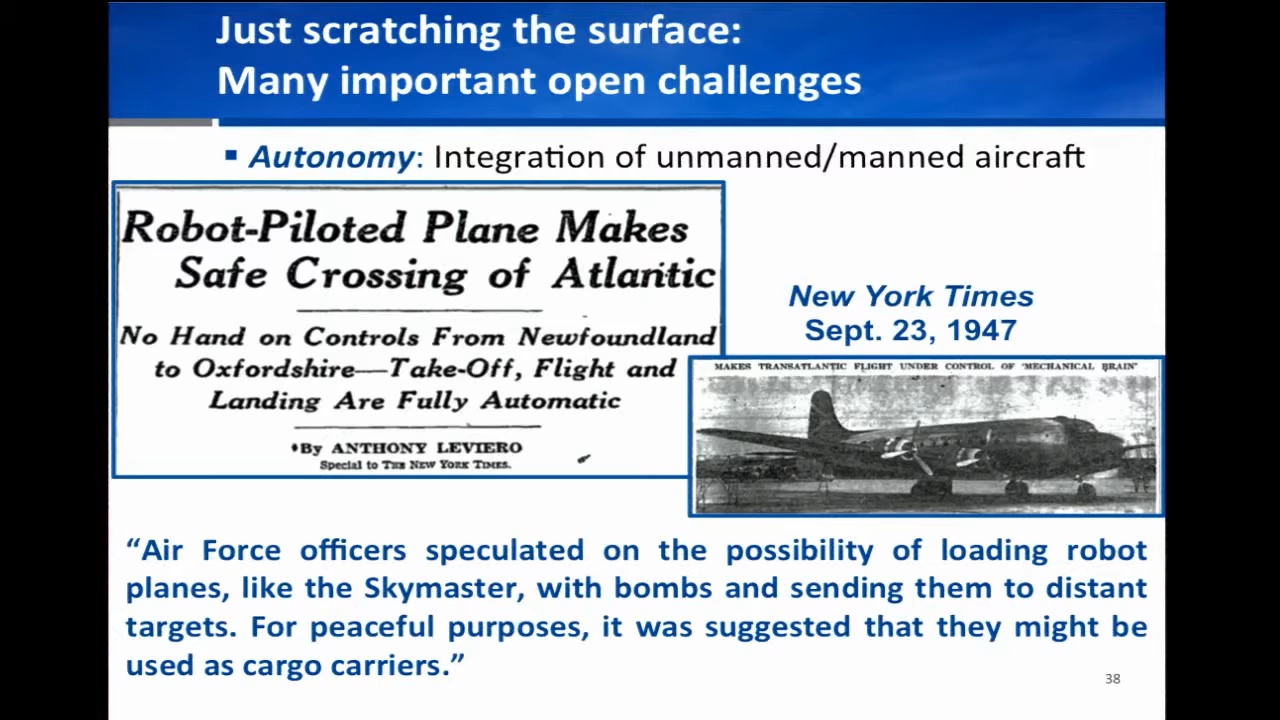 Just scratching the surface:
Many important open challenges
▪ Autonomy: Integration of unmanned/manned aircraft
Robot-Piloted Plane Makes
Safe Crossing of Atlantic
No Hand on Controls From Newfoundland
to Oxfordshire—Take-Off, Flight and
Landing Are Fully Automatic
By ANTHONY LEVIERO
Special to THE NEW YORK TIMES.
New York Times
Sept. 23, 1947
MAKES TRANSATLANTIC FLIGHT UNDER CONTROL OF 'MECHANICAL BRAIN'
“Air Force officers speculated on the possibility of loading robot
planes, like the Skymaster, with bombs and sending them to distant
targets. For peaceful purposes, it was suggested that they might be
used as cargo carriers.”
38